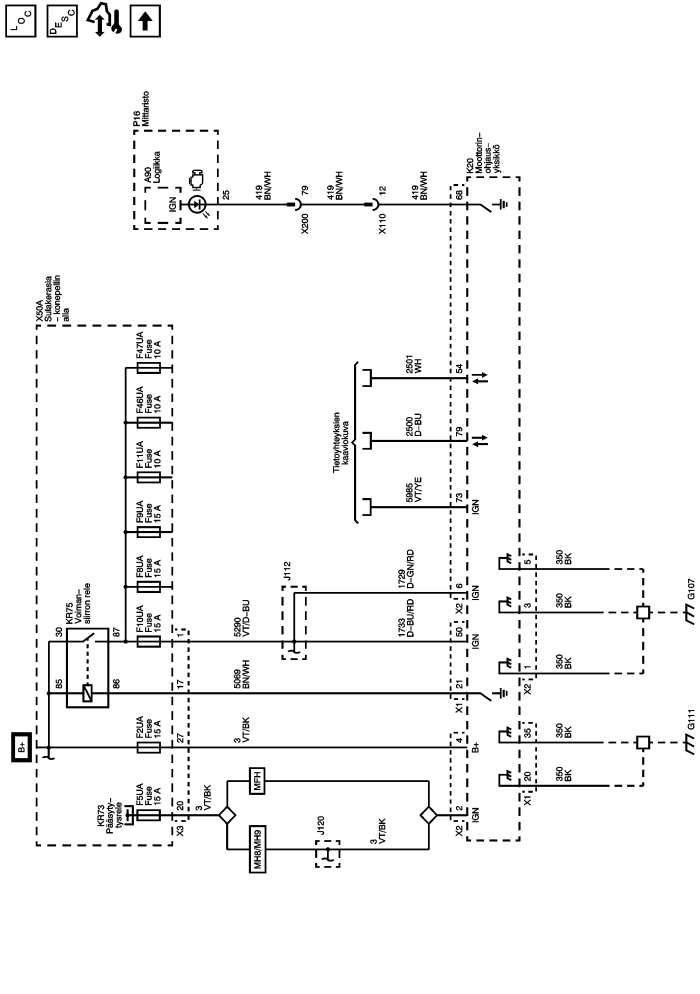 LOC
DESC
P16
Mittaristo
A90
Logiikka
IGN
25
419
BN/WH
79
X200
419
BN/WH
12
X110
419
BN/WH
68
K20
Moottorin–
ohjaus–
yksikkö
X50A
Sulakerasia
– konepellin
alla
F47UA
Fuse
10 A
F46UA
Fuse
10 A
F11UA
Fuse
10 A
F9UA
Fuse
15 A
F8UA
Fuse
15 A
F10UA
Fuse
15 A
F2UA
Fuse
15 A
F5UA
Fuse
15 A
KR75
Voiman–
siirron rele
30
87
85
86
B+
KR73
Pääsyty–
tysrele
1
17
27
20
X3
Tietoyhteyksien
kaaviokuva
2501
WH
54
2500
D–BU
79
5985
VT/YE
73
IGN
J112
5290
VT/D–BU
1729
D–GN/RD
6
X2
IGN
1733
D–BU/RD
50
IGN
5069
BN/WH
21
X1
3
VT/BK
4
B+
3
VT/BK
MFH
MH8/MH9
J120
3
VT/BK
2
X2
IGN
5
350
BK
3
350
BK
1
X2
350
BK
G107
35
350
BK
20
X1
350
BK
G111